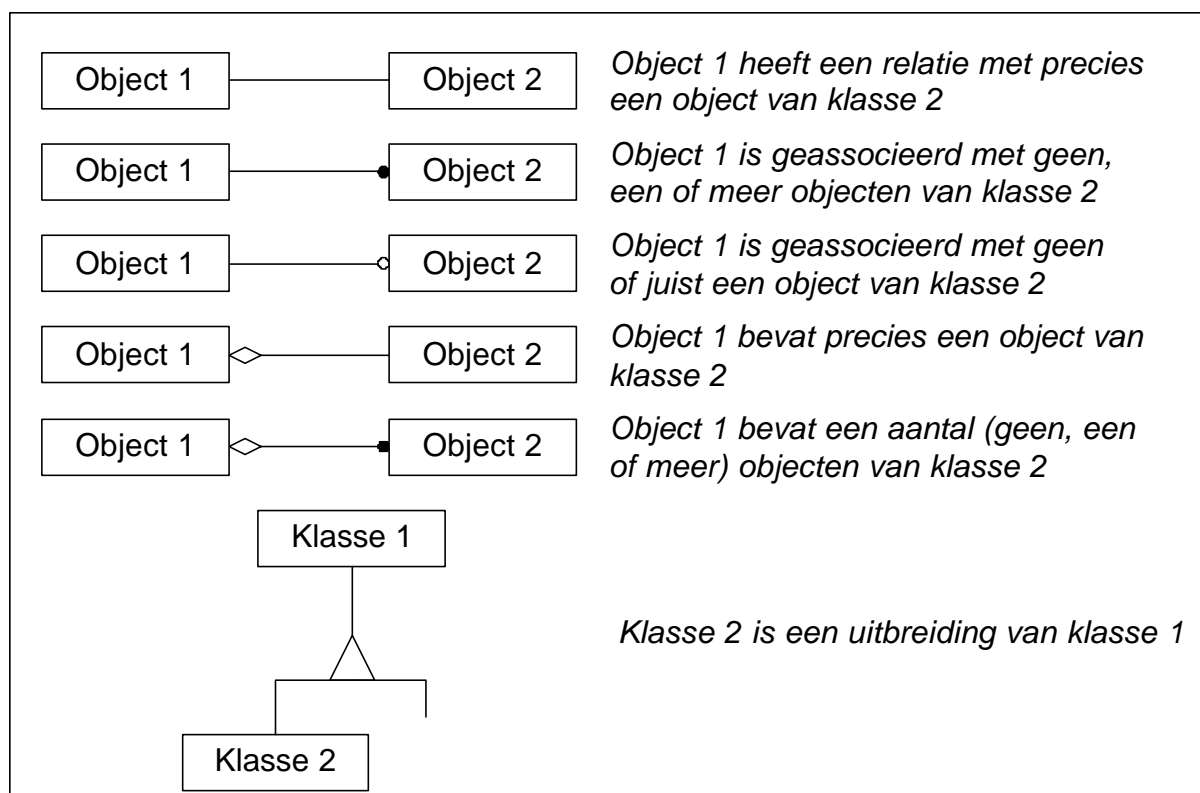 Object 1
Object 2
Object 1 heeft een relatie met precies
een object van klasse 2
Object 1
Object 2
Object 1 is geassocieerd met geen,
een of meer objecten van klasse 2
Object 1
Object 2
Object 1 is geassocieerd met geen
of juist een object van klasse 2
Object 1
Object 2
Object 1 bevat precies een object van
klasse 2
Object 1
Object 2
Object 1 bevat een aantal (geen, een
of meer) objecten van klasse 2
Klasse 1
Klasse 2 is een uitbreiding van klasse 1
Klasse 2